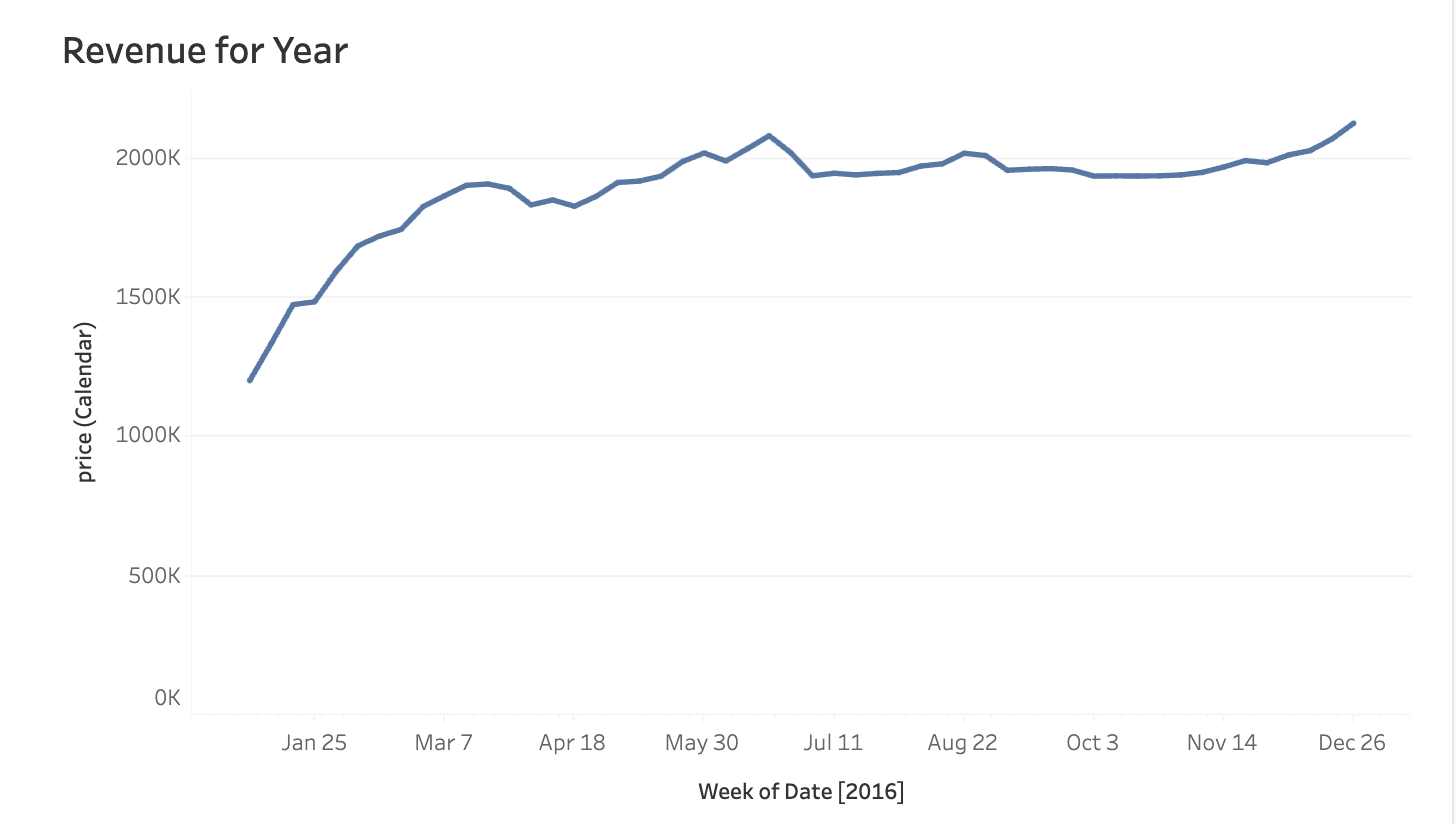 Revenue for Year
2000K
1500K
1000K
500K
0K
price (Calendar)
Jan 25 Mar 7 Apr 18 May 30 Jul 11 Aug 22 Oct 3 Nov 14 Dec 26
Week of Date [2016]